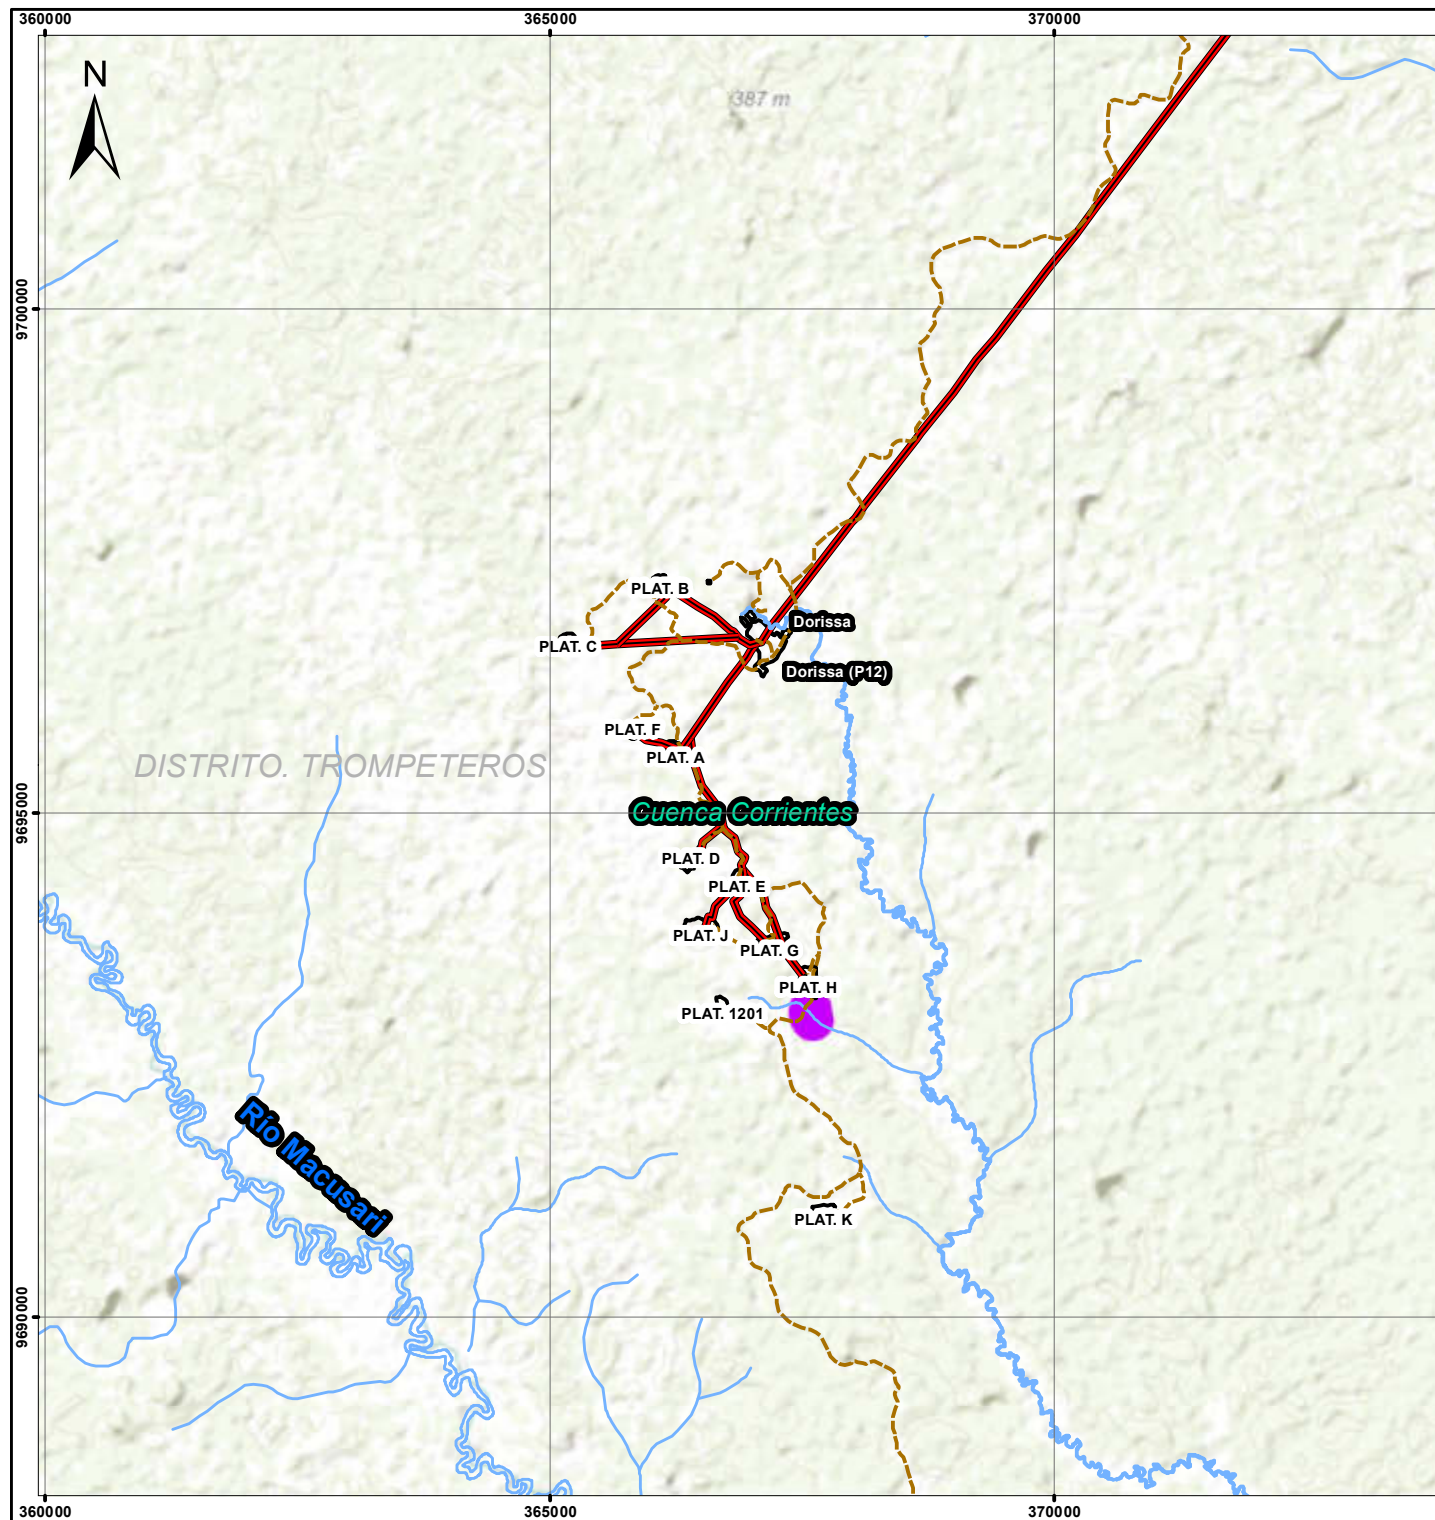 360000
365000
370000
N
387 m
9700000
PLAT. B
Dorissa
PLAT. C
Dorissa (P12)
PLAT. F
PLAT. A
DISTRITO. TROMPETEROS
Cuenca Corrientes
9695000
PLAT. D
PLAT. E
PLAT. J
PLAT. G
PLAT. H
PLAT. 1201
Río Macusari
PLAT. K
9690000
360000
365000
370000